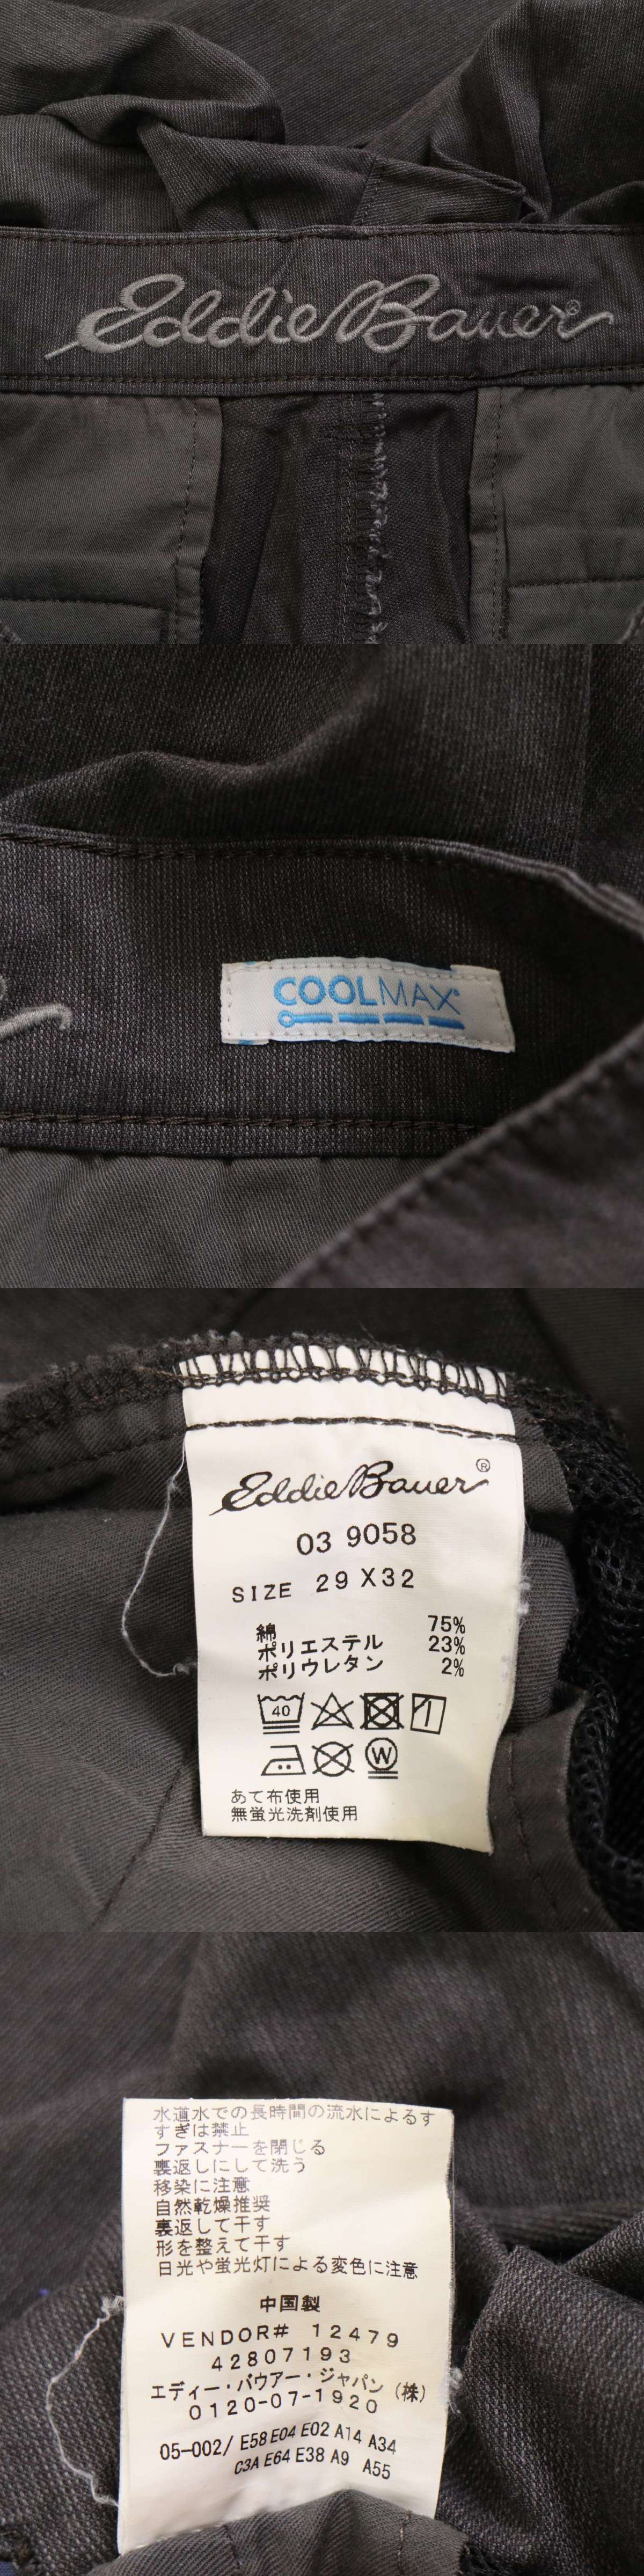 Eddie Bauer®
COOLMAX®
Eddie Bauer®
03 9058
SIZE 29 X 32
綿 75%
ポリエステル 23%
ポリウレタン 2%
40
W
あて布使用
無蛍光洗剤使用
水道水での長時間の流水によるす
すぎは禁止
ファスナーを閉じる
裏返しにして洗う
移染に注意
自然乾燥推奨
裏返して干す
形を整えて干す
日光や蛍光灯による変色に注意
中国製
VENDOR# 12479
42807193
エディー・バウアー・ジャパン（株）
0120-07-1920
05-002/ E58 E04 E02 A14 A34
C3A E64 E38 A9 A55